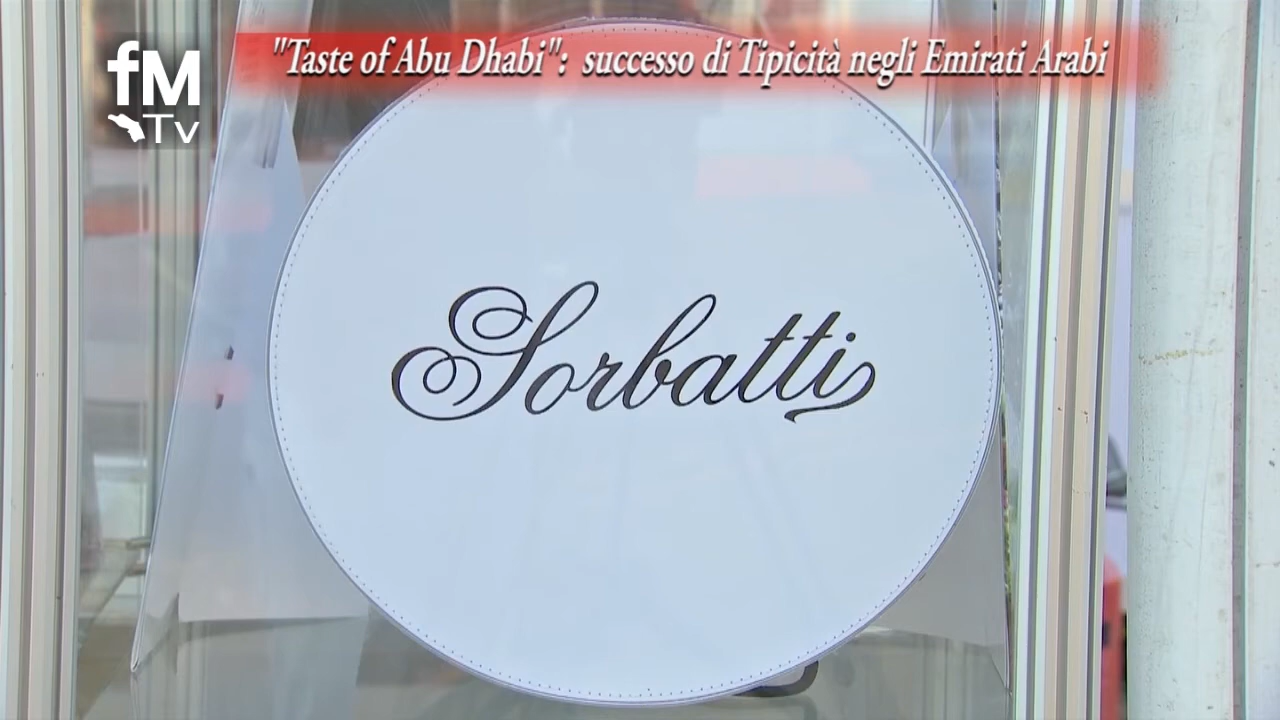 "Taste of Abu Dhabi": successo di Tipicità negli Emirati Arabi
fM
Tv
Sorbatti